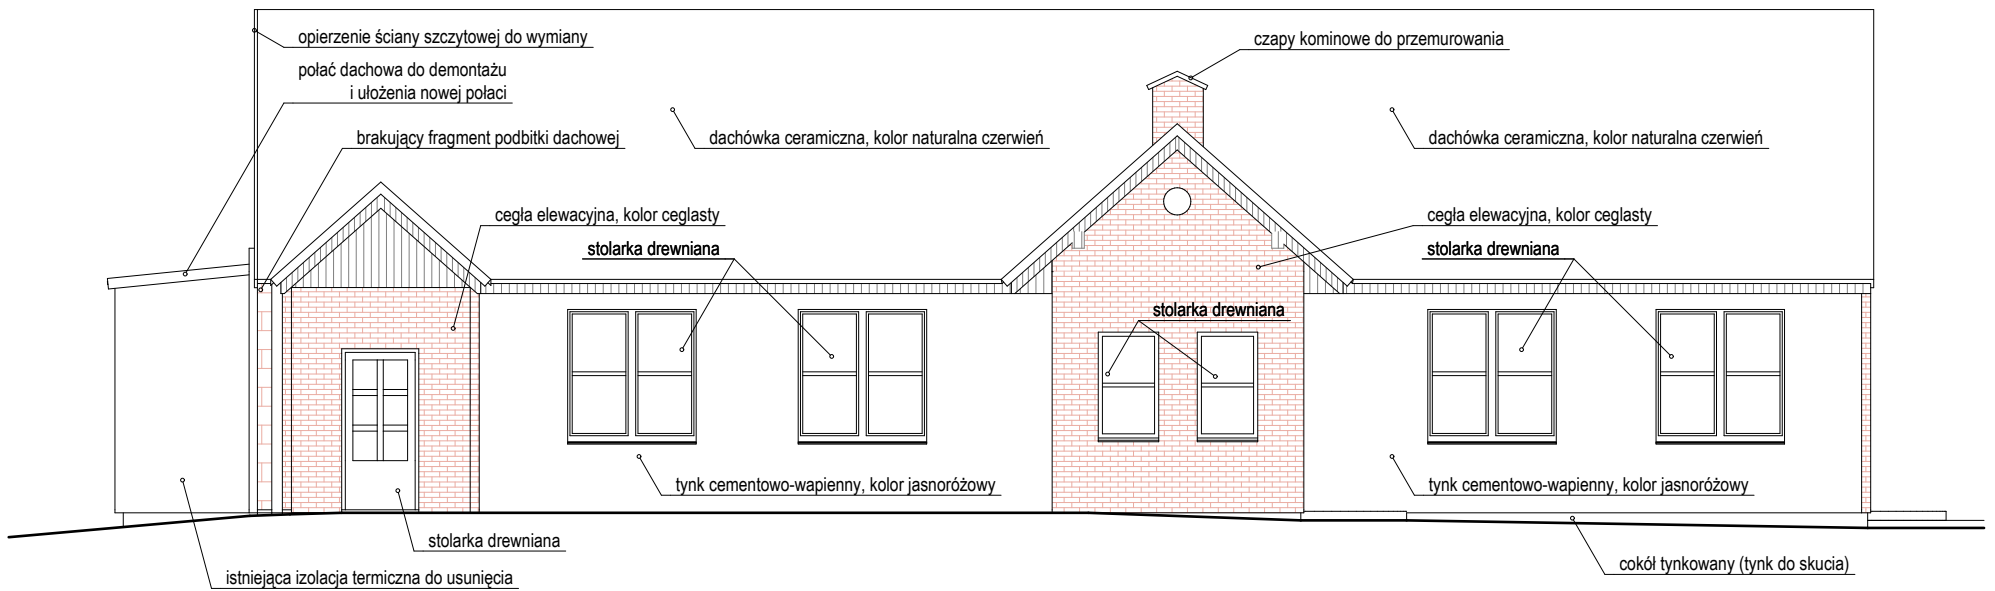 opierzenie ściany szczytowej do wymiany
czapy kominowe do przemurowania
połać dachowa do demontażu
i ułożenia nowej połaci
brakujący fragment podbitki dachowej
dachówka ceramiczna, kolor naturalna czerwień
dachówka ceramiczna, kolor naturalna czerwień
cegła elewacyjna, kolor ceglasty
cegła elewacyjna, kolor ceglasty
stolarka drewniana
stolarka drewniana
stolarka drewniana
tynk cementowo-wapienny, kolor jasnoróżowy
tynk cementowo-wapienny, kolor jasnoróżowy
stolarka drewniana
cokół tynkowany (tynk do skucia)
istniejąca izolacja termiczna do usunięcia